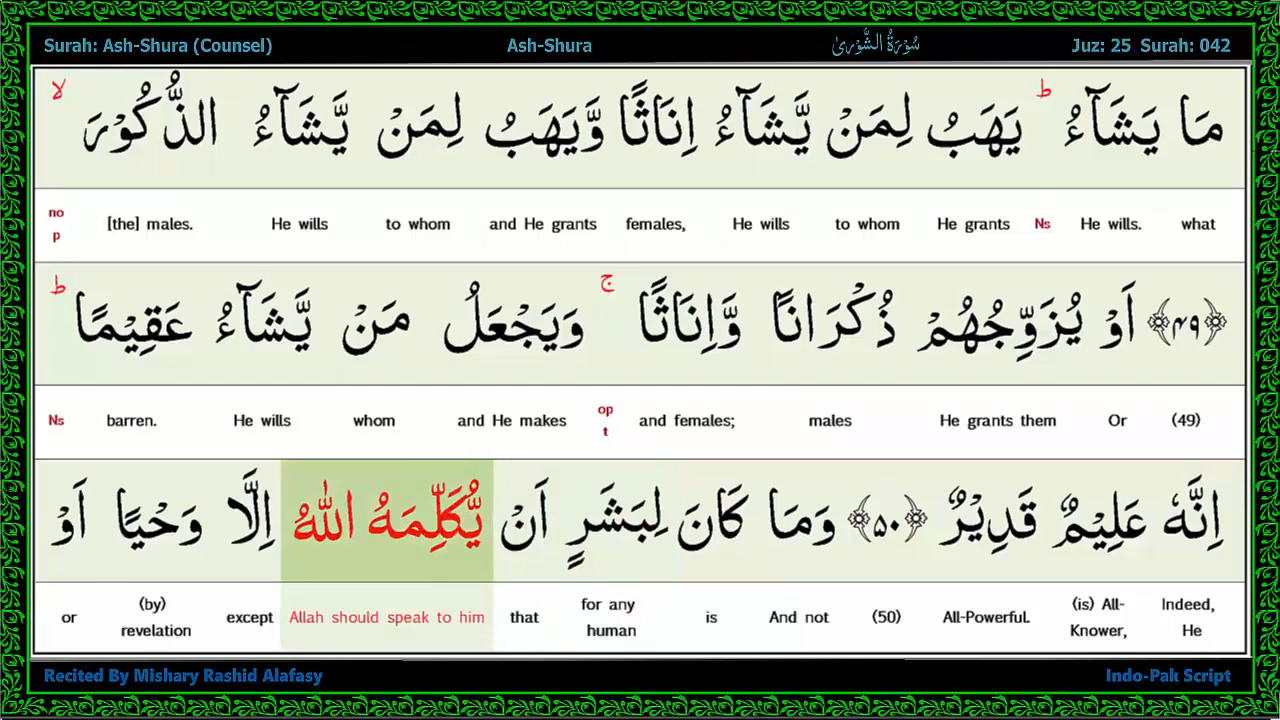 Surah: Ash-Shura (Counsel) Ash-Shura سُوْرَةُ الشُّوْرىٰ Juz: 25 Surah: 042
مَا يَشَآءُ ؕ يَهَبُ لِمَنْ يَّشَآءُ اِنَاثًا وَّيَهَبُ لِمَنْ يَّشَآءُ الذُّكُوْرَ ۙ
no p [the] males. He wills to whom and He grants females, He wills to whom He grants Ns He wills. what
﴿۴۹﴾ اَوْ يُزَوِّجُهُمْ ذُكْرَانًا وَّاِنَاثًا ۚ وَيَجْعَلُ مَنْ يَّشَآءُ عَقِيْمًا ؕ
Ns barren. He wills whom and He makes op t and females; males He grants them Or (49)
اِنَّهٗ عَلِيْمٌ قَدِيْرٌ ﴿۵۰﴾ وَمَا كَانَ لِبَشَرٍ اَنْ يُّكَلِّمَهُ اللّٰهُ اِلَّا وَحْيًا اَوْ
or (by) revelation except Allah should speak to him that for any human is And not (50) All-Powerful. (is) All-Knower, Indeed, He
Recited By Mishary Rashid Alafasy Indo-Pak Script